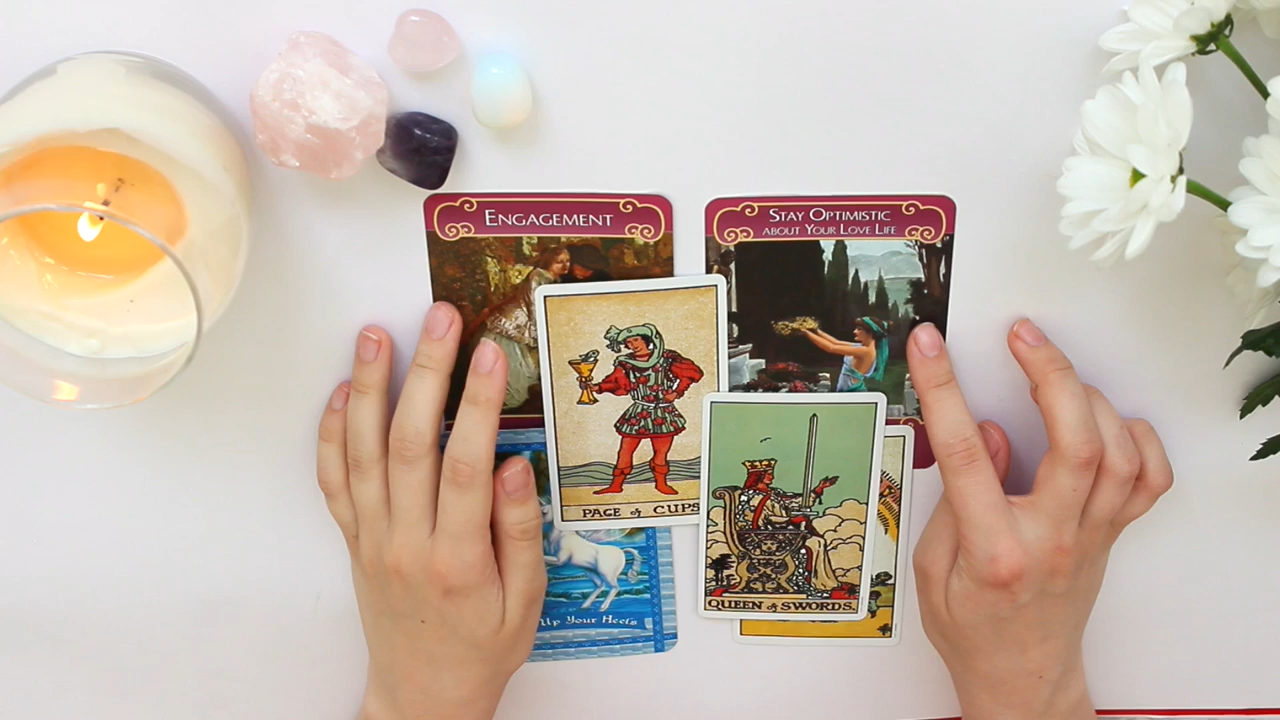 ENGAGEMENT
STAY OPTIMISTIC
ABOUT YOUR LOVE LIFE
PAGE of CUPS
QUEEN of SWORDS.
Up Your Heels